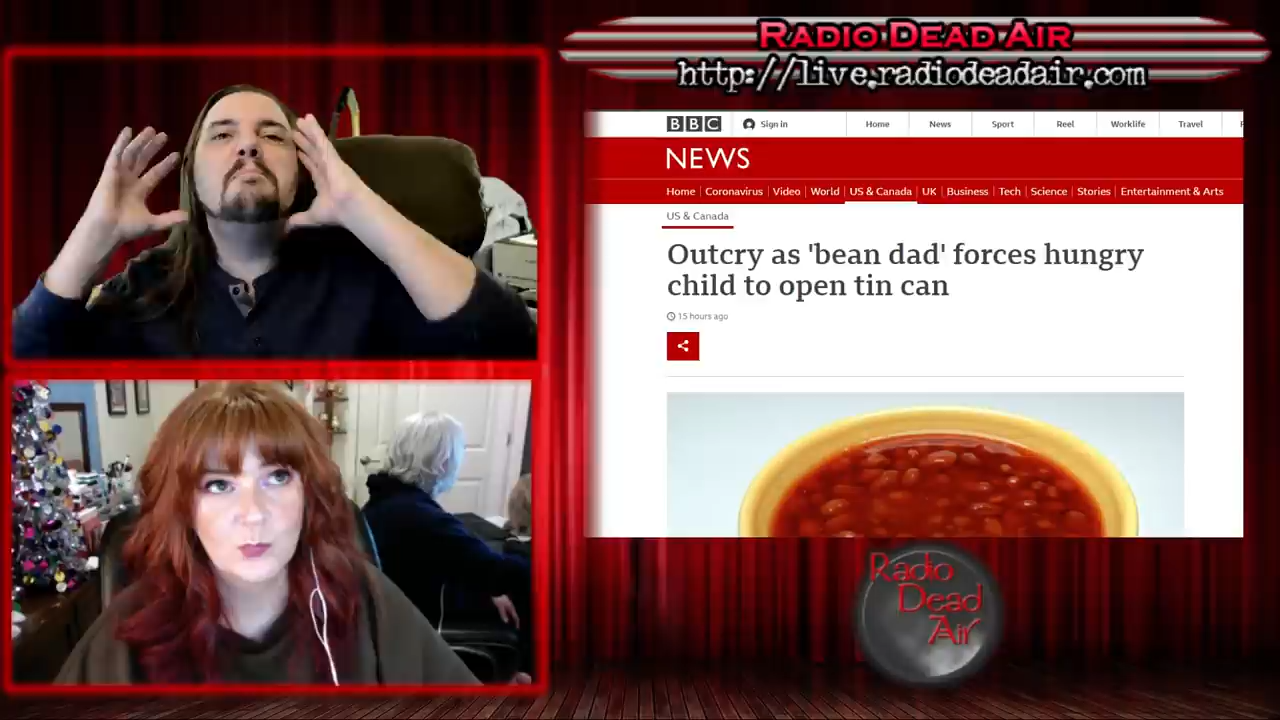 RADIO DEAD AIR
http://live.radiodeadair.com
BBC Sign in Home News Sport Reel Worklife Travel
NEWS
Home Coronavirus Video World US & Canada UK Business Tech Science Stories Entertainment & Arts
US & Canada
Outcry as 'bean dad' forces hungry
child to open tin can
15 hours ago
Radio
Dead
Air